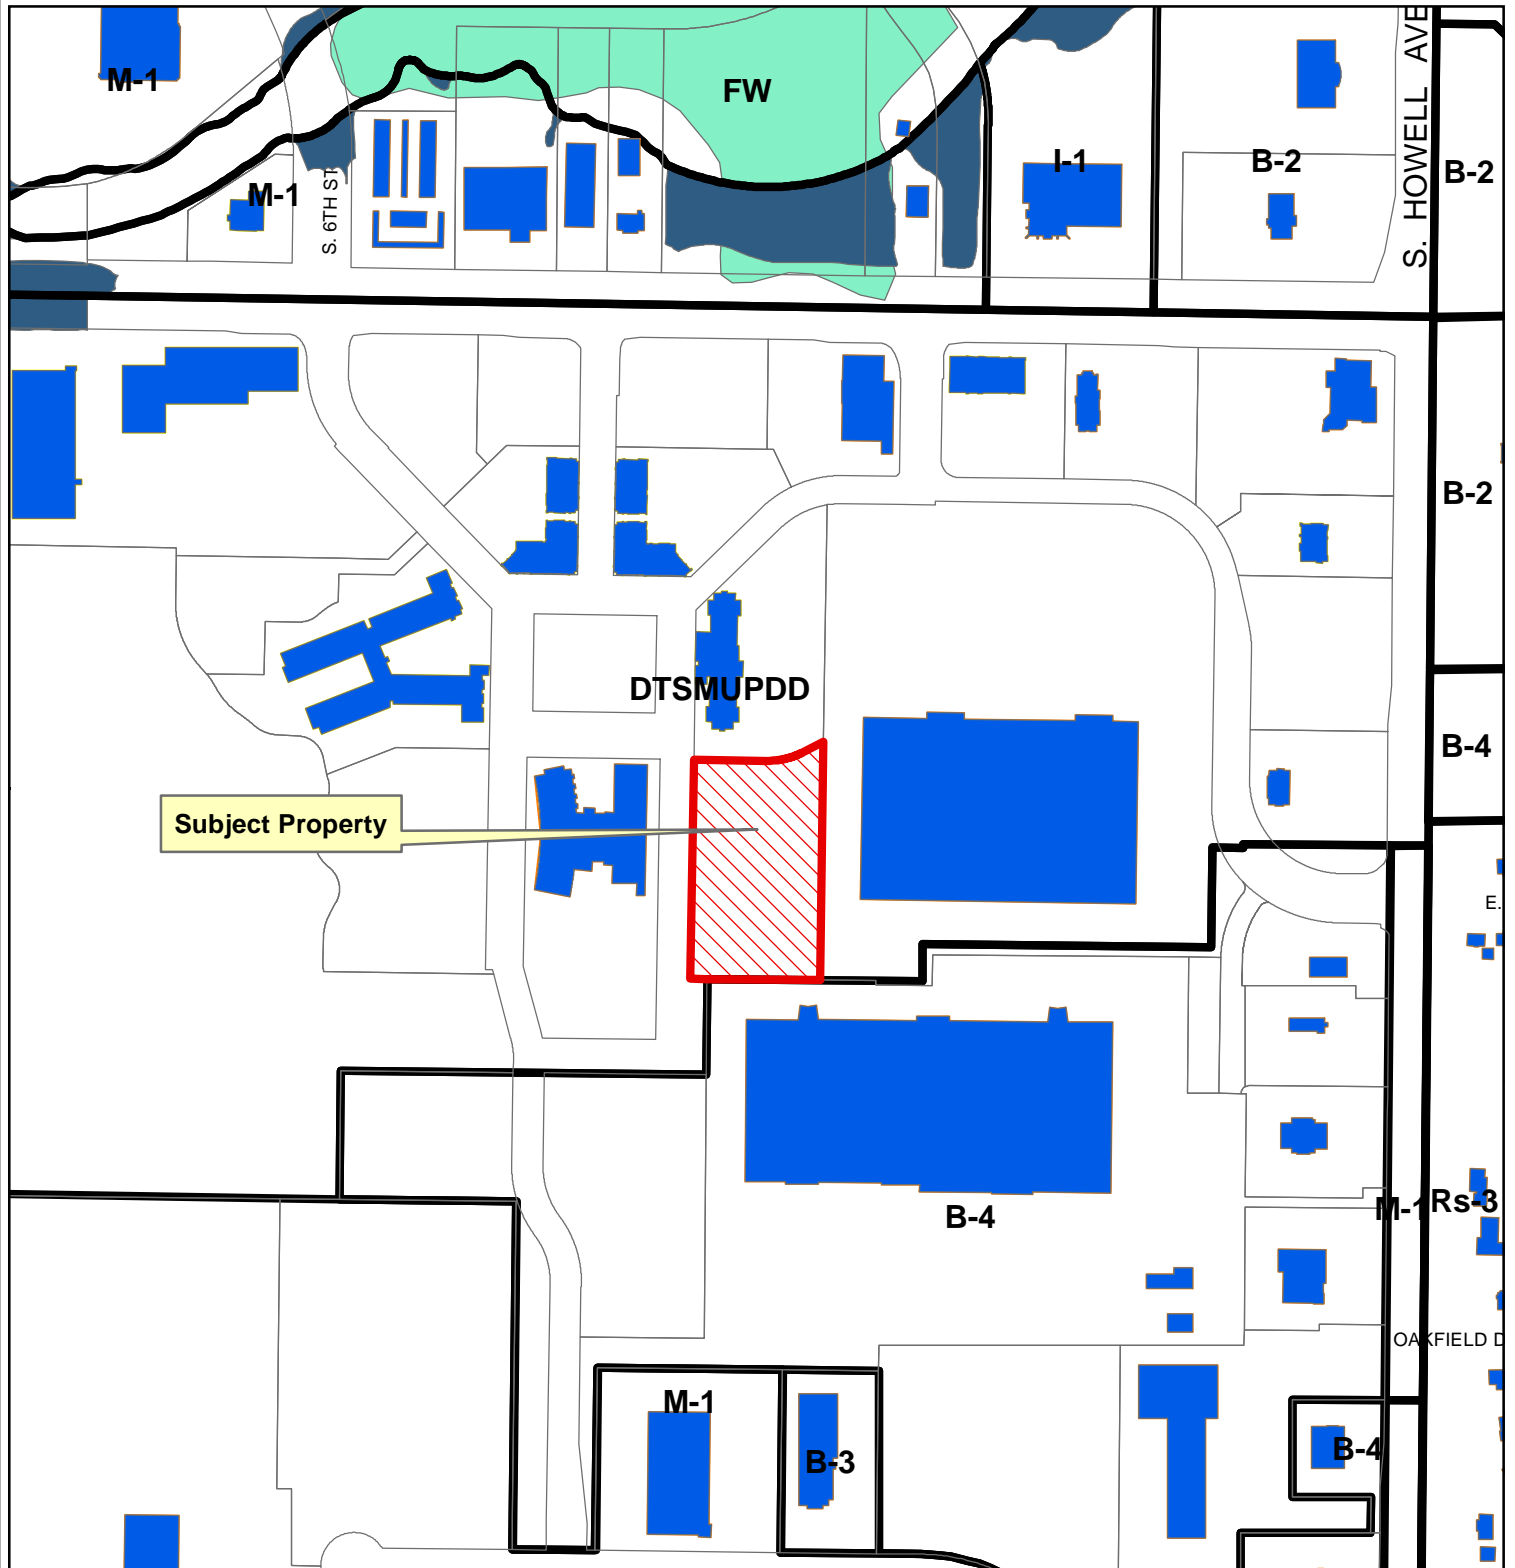 M-1
FW
S. HOWELL AVE
I-1
B-2
B-2
M-1
S. 6TH ST
B-2
DTSMUPDD
B-4
Subject Property
E.
M-1
Rs-3
B-4
OAKFIELD D
M-1
B-3
B-4